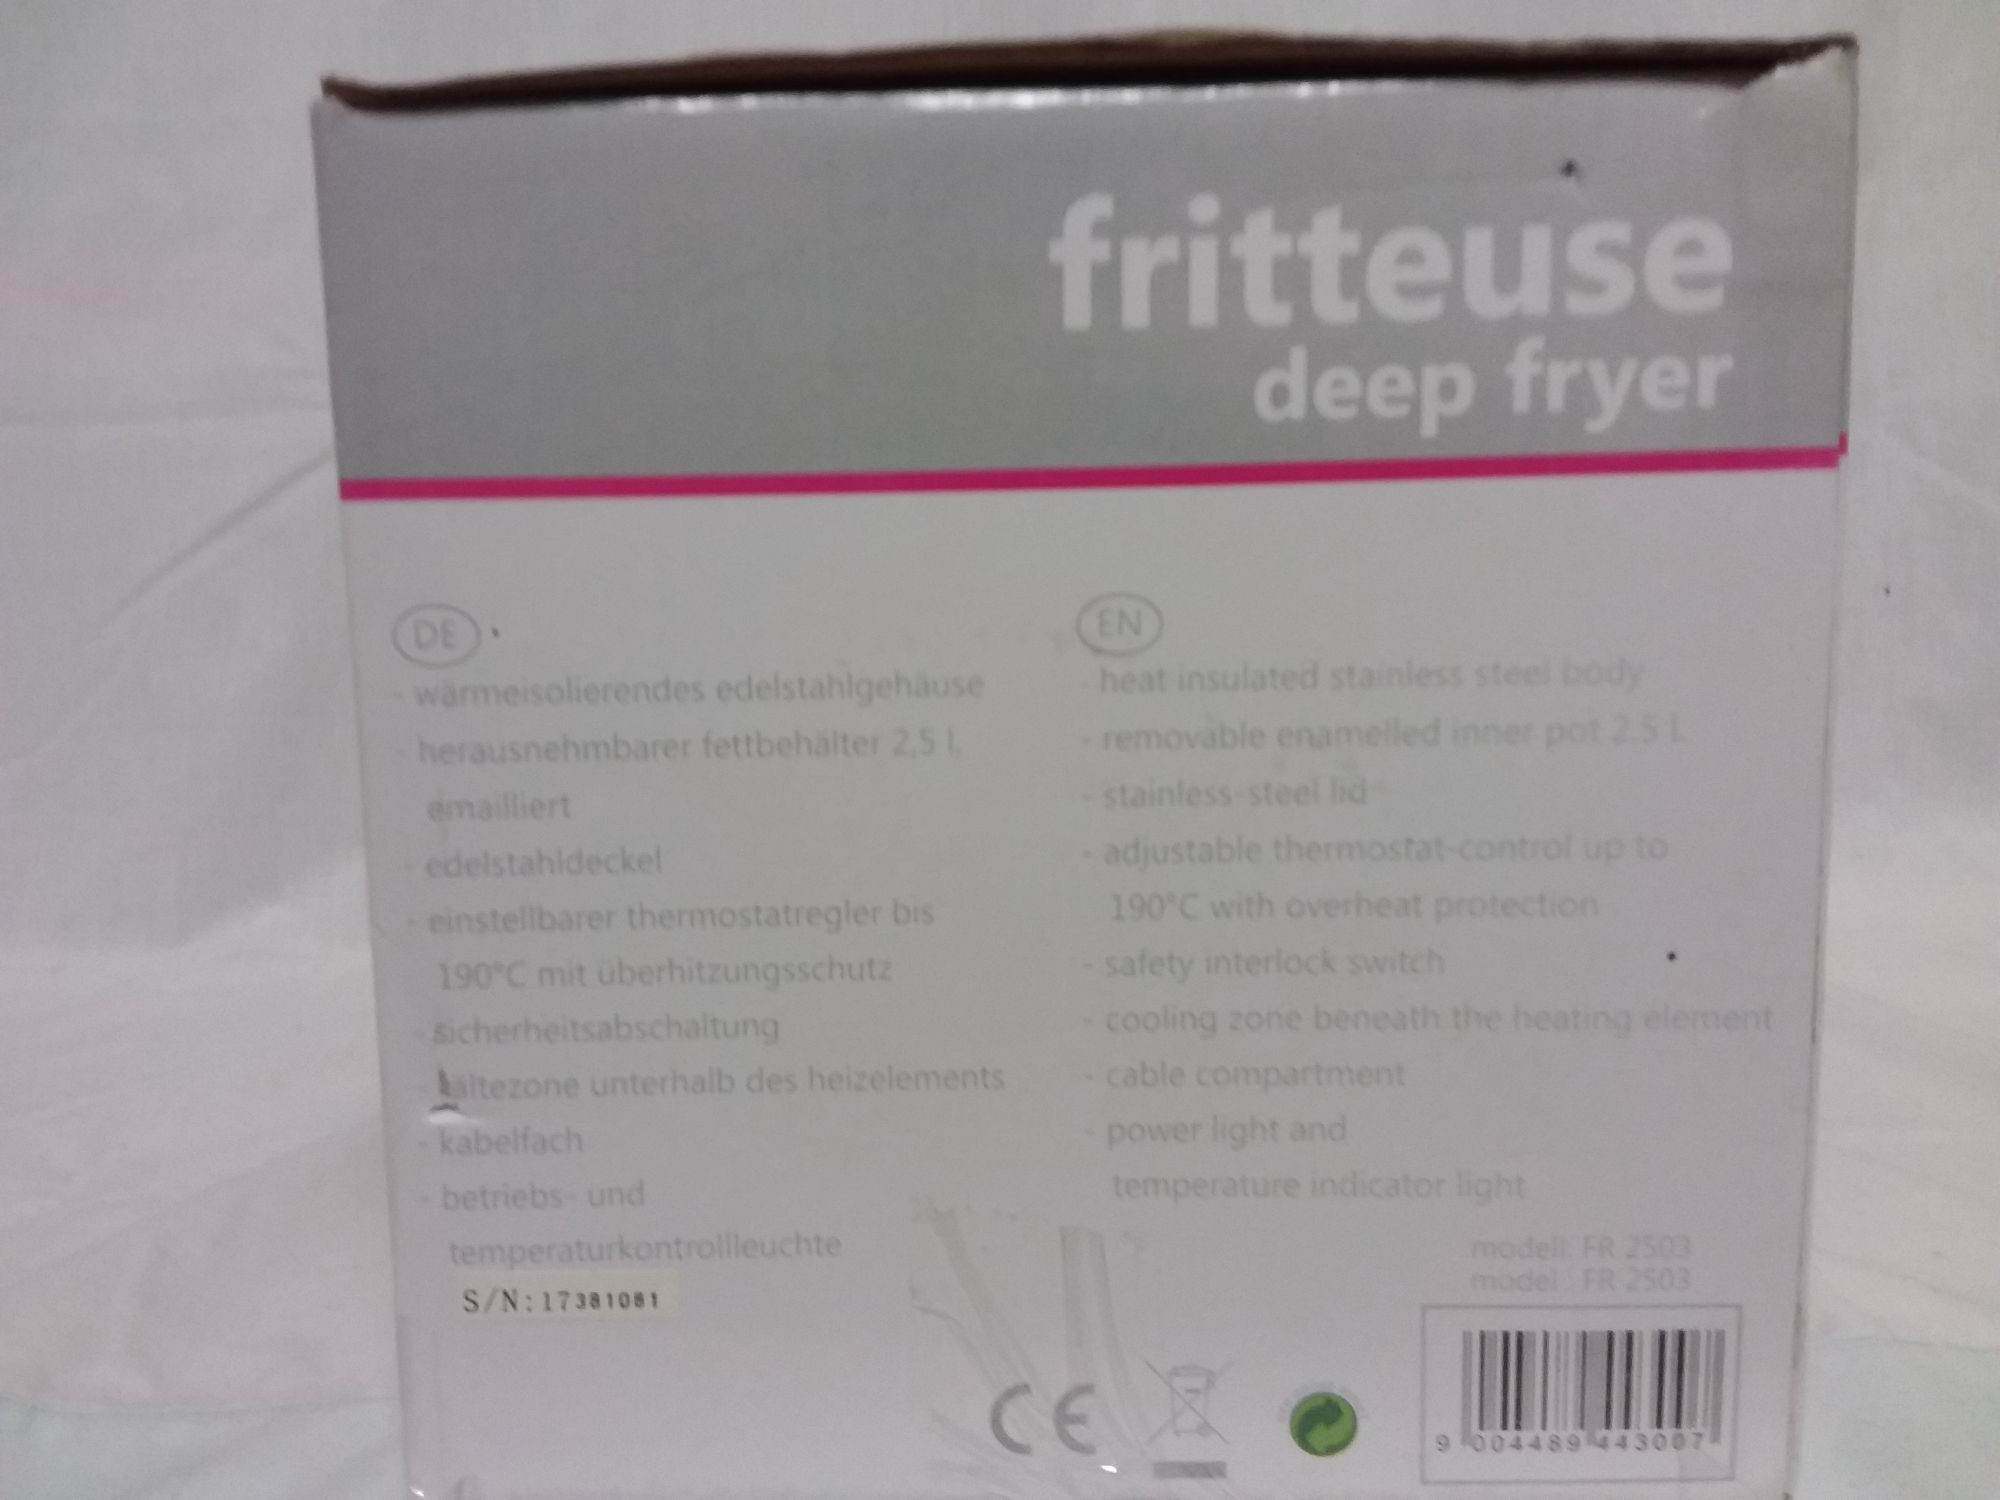 fritteuse
deep fryer
DE
- wärmeisolierendes edelstahlgehäuse
- herausnehmbarer fettbehälter 2,5 l,
emailliert
- edelstahldeckel
- einstellbarer thermostatregler bis
190°C mit überhitzungsschutz
- sicherheitsabschaltung
- kältezone unterhalb des heizelements
- kabelfach
- betriebs- und
temperaturkontrollleuchte
S/N:17381081
EN
- heat insulated stainless steel body
- removable enamelled inner pot 2.5 L
- stainless-steel lid
- adjustable thermostat-control up to
190°C with overheat protection
- safety interlock switch
- cooling zone beneath the heating element
- cable compartment
- power light and
temperature indicator light
modell: FR 2503
model : FR 2503
CE
9 004489 443007